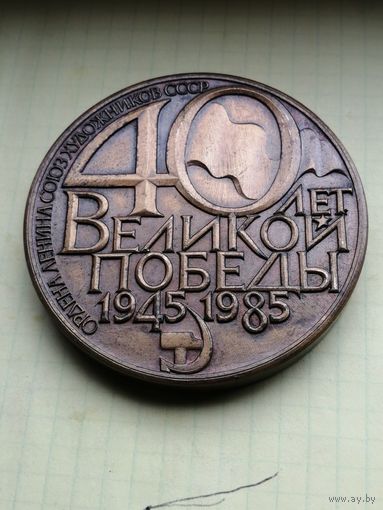 ОРДЕНА ЛЕНИНА СОЮЗ ХУДОЖНИКОВ СССР
40 ЛЕТ
ВЕЛИКОЙ
ПОБЕДЫ
1945 1985
www.ay.by